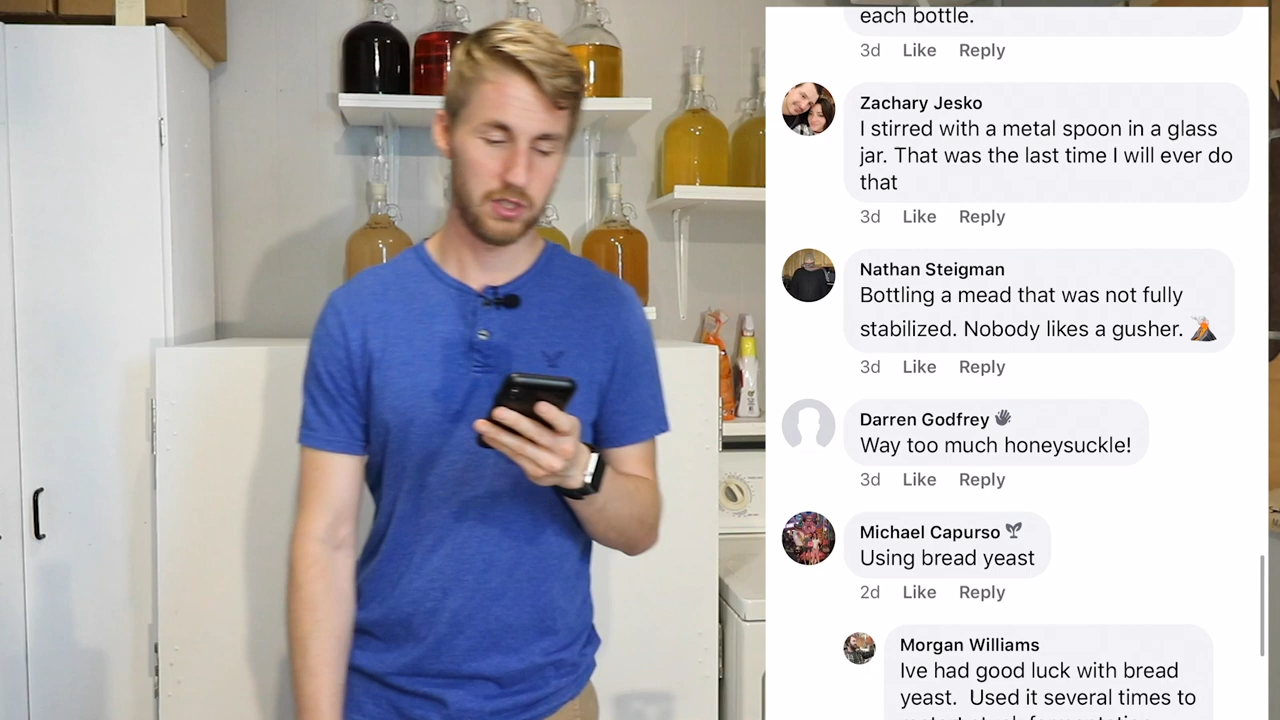 each bottle.
3d Like Reply
Zachary Jesko
I stirred with a metal spoon in a glass
jar. That was the last time I will ever do
that
3d Like Reply
Nathan Steigman
Bottling a mead that was not fully
stabilized. Nobody likes a gusher. 🌋
3d Like Reply
Darren Godfrey
Way too much honeysuckle!
3d Like Reply
Michael Capurso
Using bread yeast
2d Like Reply
Morgan Williams
Ive had good luck with bread
yeast. Used it several times to